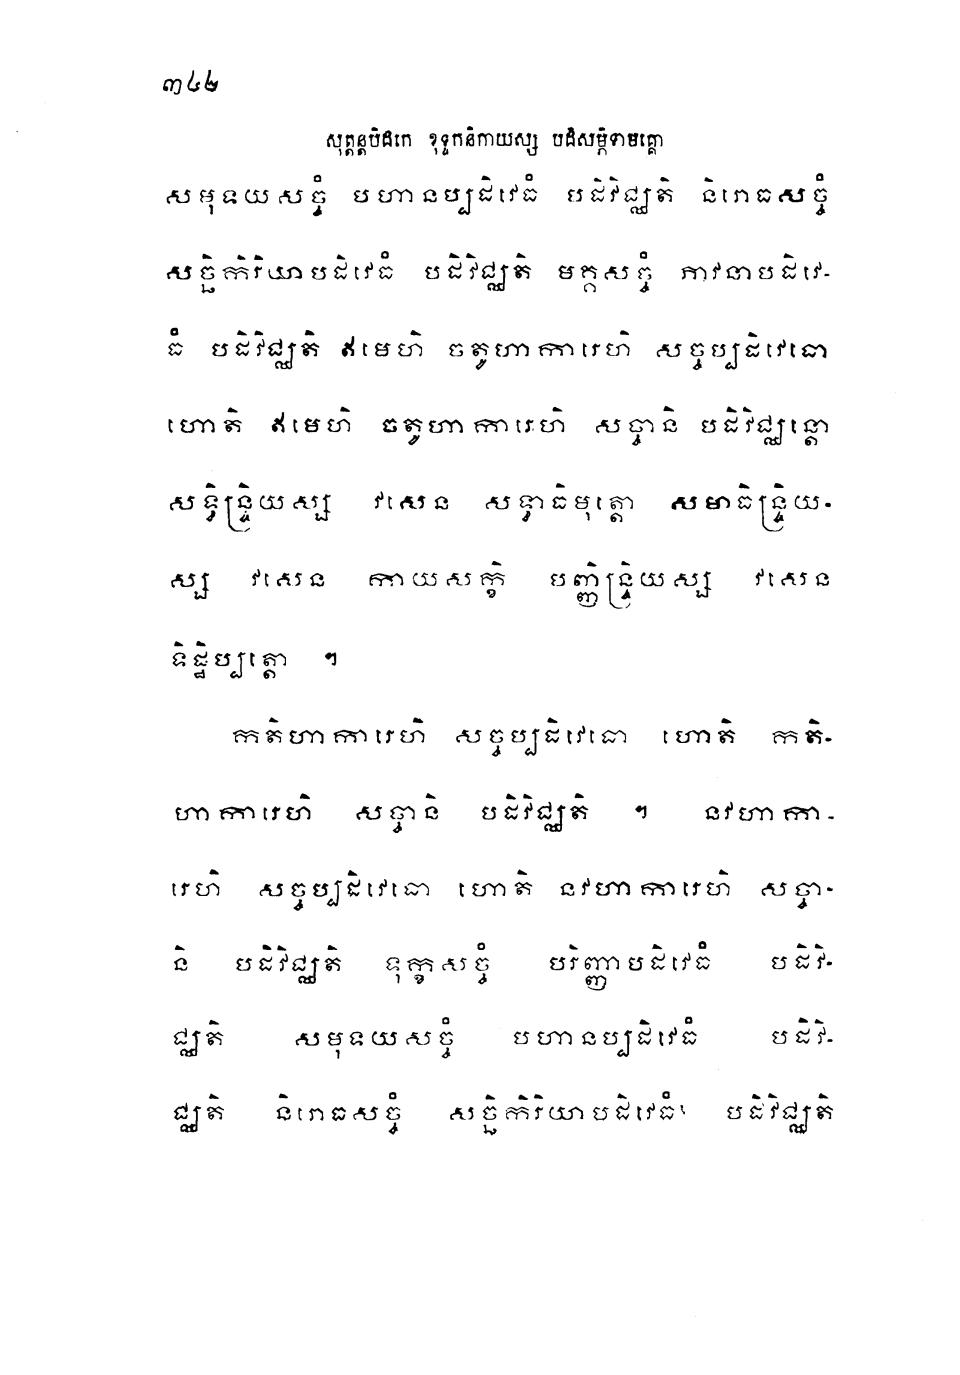 ៣៤២
សុត្តន្តបិដកេ ខុទ្ទកនិកាយស្ស បដិសម្ភិទាមគ្គោ
សមុទយសច្ចំ បហានប្បដិវេធំ បដិវិជ្ឈតិ និរោធសច្ចំ
សច្ឆិកិរិយាបដិវេធំ បដិវិជ្ឈតិ មគ្គសច្ចំ ភាវនាបដិវេ-
ធំ បដិវិជ្ឈតិ ឥមេហិ ចតូហាការេហិ សច្ចប្បដិវេធោ
ហោតិ ឥមេហិ ចតូហាការេហិ សច្ចានិ បដិវិជ្ឈន្តោ
សទ្ធិន្ទ្រិយស្ស វសេន សទ្ធាធិមុត្តោ សមាធិន្ទ្រិយ-
ស្ស វសេន កាយសក្ខិ បញ្ញិន្ទ្រិយស្ស វសេន
ទិដ្ឋិប្បត្តោ ។
កតិហាការេហិ សច្ចប្បដិវេធោ ហោតិ កតិ-
ហាការេហិ សច្ចានិ បដិវិជ្ឈតិ ។ នវហាកា-
រេហិ សច្ចប្បដិវេធោ ហោតិ នវហាការេហិ សច្ចា-
និ បដិវិជ្ឈតិ ទុក្ខសច្ចំ បរិញ្ញាបដិវេធំ បដិវិ-
ជ្ឈតិ សមុទយសច្ចំ បហានប្បដិវេធំ បដិវិ-
ជ្ឈតិ និរោធសច្ចំ សច្ឆិកិរិយាបដិវេធំ បដិវិជ្ឈតិ